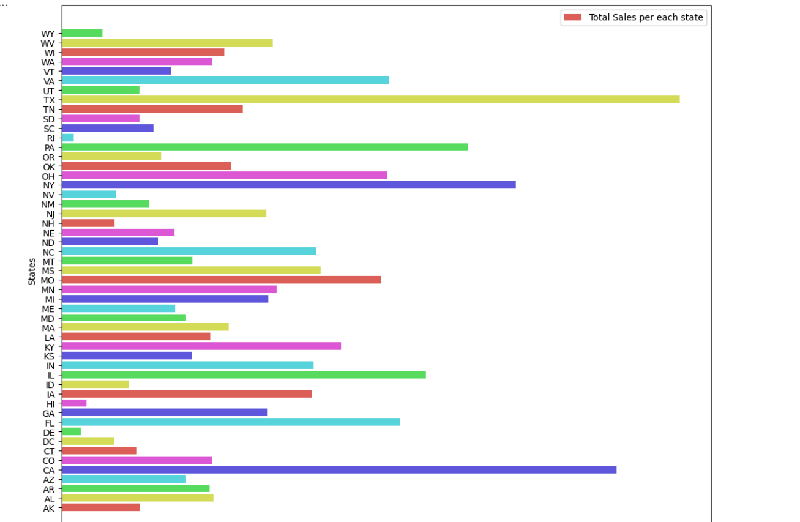 ...
Total Sales per each state
WY
WV
WI
WA
VT
VA
UT
TX
TN
SD
SC
RI
PA
OR
OK
OH
NY
NV
NM
NJ
NH
NE
ND
NC
MT
MS
MO
MN
MI
ME
MD
MA
LA
KY
KS
IN
IL
ID
IA
HI
GA
FL
DE
DC
CT
CO
CA
AZ
AR
AL
AK
States